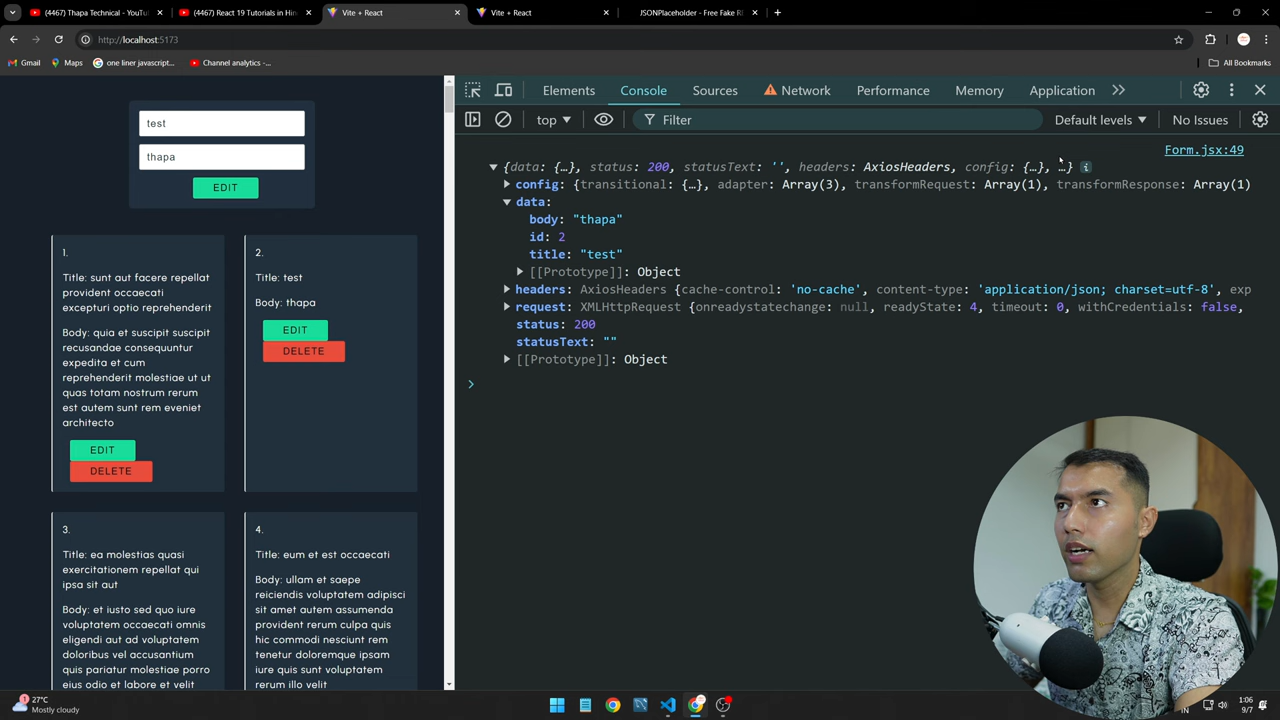 (4467) Thapa Technical - YouTu
(4467) React 19 Tutorials in Hin
Vite + React
Vite + React
JSONPlaceholder - Free Fake RE
http://localhost:5173
Gmail
Maps
one liner javascript...
Channel analytics -...
All Bookmarks
test
thapa
EDIT
1.
Title: sunt aut facere repellat
provident occaecati
excepturi optio reprehenderit
Body: quia et suscipit suscipit
recusandae consequuntur
expedita et cum
reprehenderit molestiae ut ut
quas totam nostrum rerum
est autem sunt rem eveniet
architecto
EDIT
DELETE
2.
Title: test
Body: thapa
EDIT
DELETE
3.
Title: ea molestias quasi
exercitationem repellat qui
ipsa sit aut
Body: et iusto sed quo iure
voluptatem occaecati omnis
eligendi aut ad voluptatem
doloribus vel accusantium
quis pariatur molestiae porro
eius odio et labore et velit
4.
Title: eum et est occaecati
Body: ullam et saepe
reiciendis voluptatem adipisci
sit amet autem assumenda
provident rerum culpa quis
hic commodi nesciunt rem
tenetur doloremque ipsam
iure quis sunt voluptatem
rerum illo velit
Elements
Console
Sources
Network
Performance
Memory
Application
top
Filter
Default levels
No Issues
Form.jsx:49
{data: {…}, status: 200, statusText: '', headers: AxiosHeaders, config: {…}, …}
config: {transitional: {…}, adapter: Array(3), transformRequest: Array(1), transformResponse: Array(1)
data:
body: "thapa"
id: 2
title: "test"
[[Prototype]]: Object
headers: AxiosHeaders {cache-control: 'no-cache', content-type: 'application/json; charset=utf-8', exp
request: XMLHttpRequest {onreadystatechange: null, readyState: 4, timeout: 0, withCredentials: false,
status: 200
statusText: ""
[[Prototype]]: Object
1
27°C
Mostly cloudy
IN
1:06
9/7